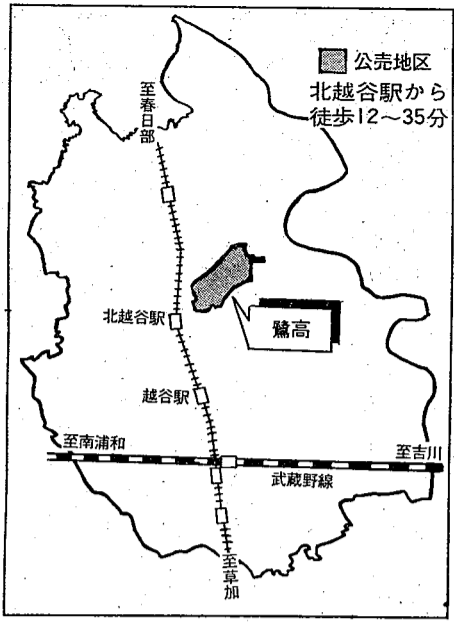 公売地区
北越谷駅から
徒歩12〜35分
至春日部
北越谷駅
鷺高
越谷駅
至南浦和
至吉川
武蔵野線
至草加